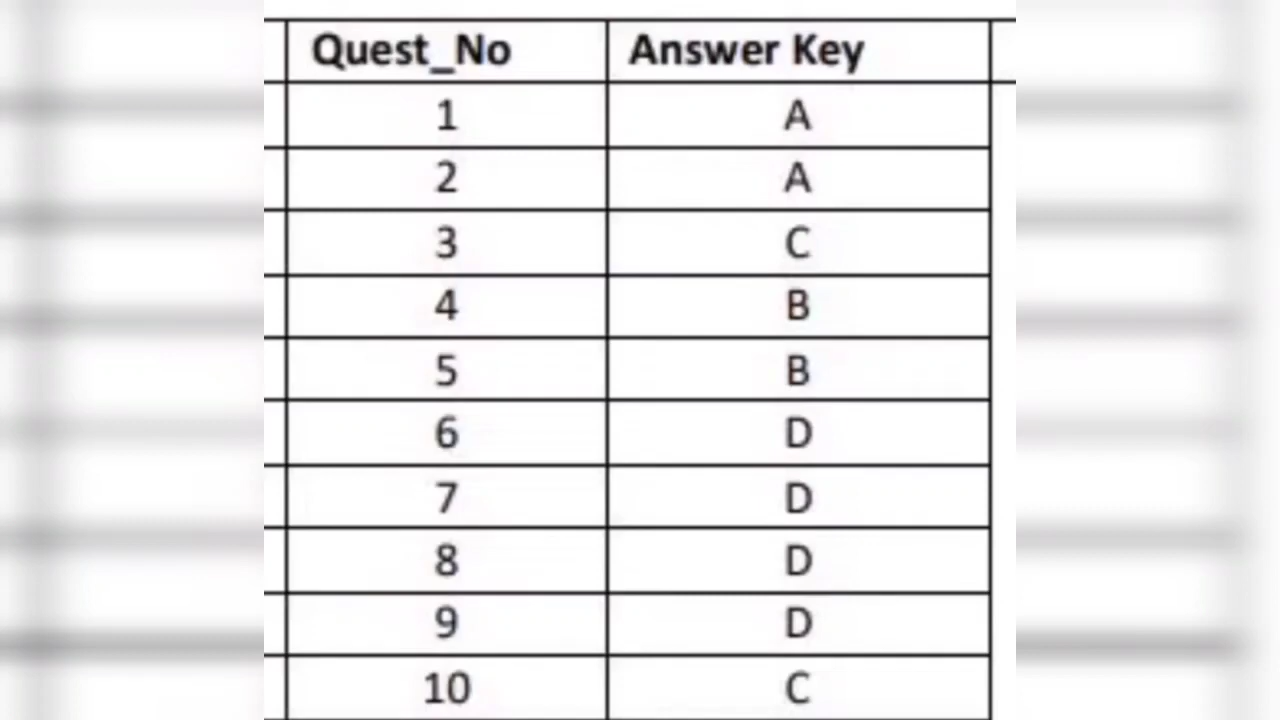 Quest_No Answer Key
1 A
2 A
3 C
4 B
5 B
6 D
7 D
8 D
9 D
10 C